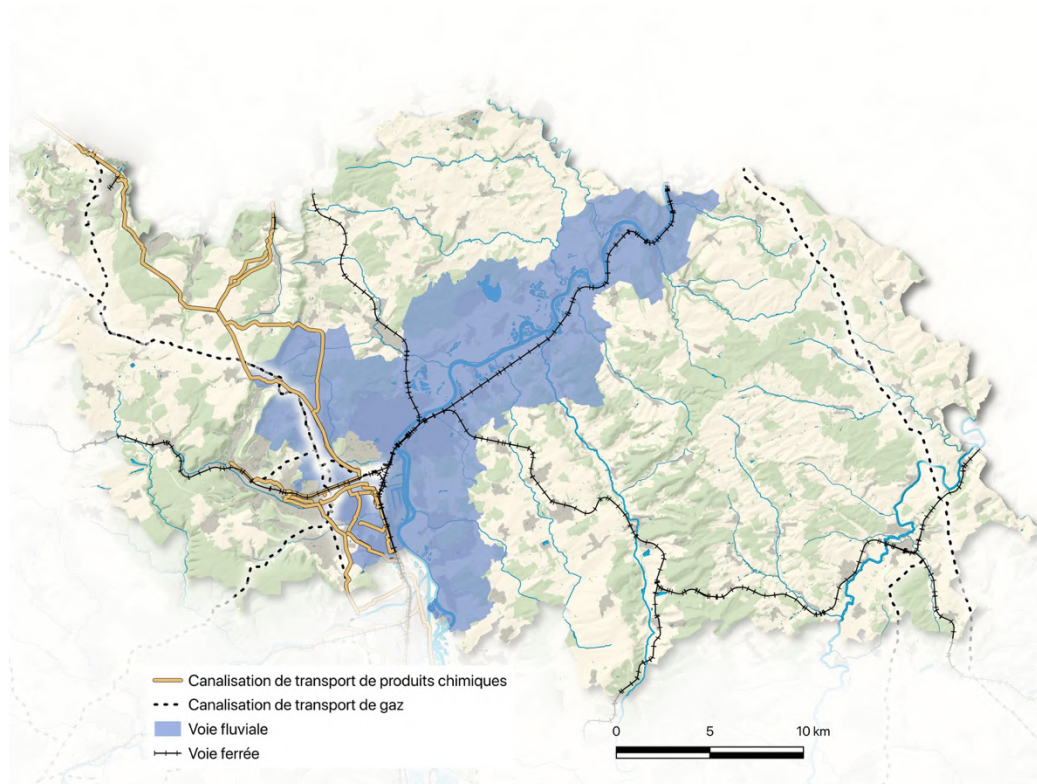 Canalisation de transport de produits chimiques
Canalisation de transport de gaz
Voie fluviale
Voie ferrée
0 5 10 km